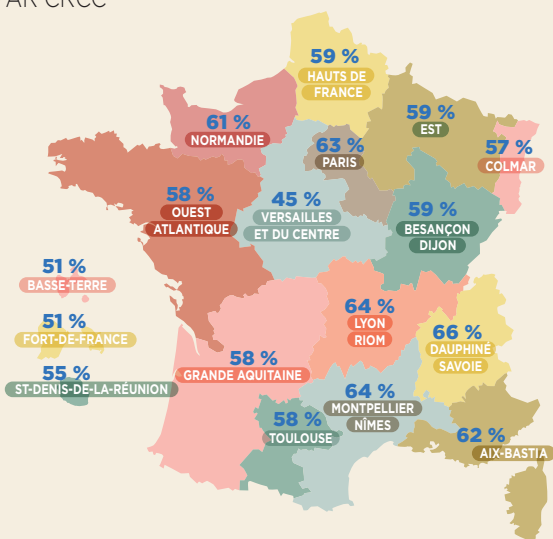 AR CRCC
59 %
HAUTS DE
FRANCE
61 %
NORMANDIE
63 %
PARIS
59 %
EST
57 %
COLMAR
58 %
OUEST
ATLANTIQUE
45 %
VERSAILLES
ET DU CENTRE
59 %
BESANÇON
DIJON
51 %
BASSE-TERRE
51 %
FORT-DE-FRANCE
55 %
ST-DENIS-DE-LA-RÉUNION
64 %
LYON
RIOM
66 %
DAUPHINÉ
SAVOIE
58 %
GRANDE AQUITAINE
64 %
MONTPELLIER
NÎMES
58 %
TOULOUSE
62 %
AIX-BASTIA